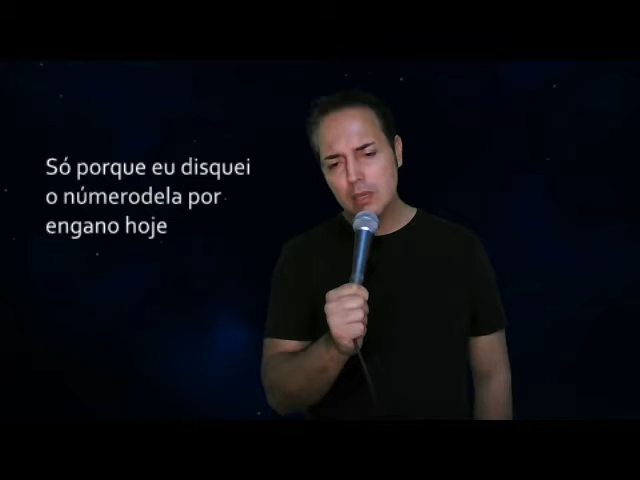 Só porque eu disquei
o númerodela por
engano hoje